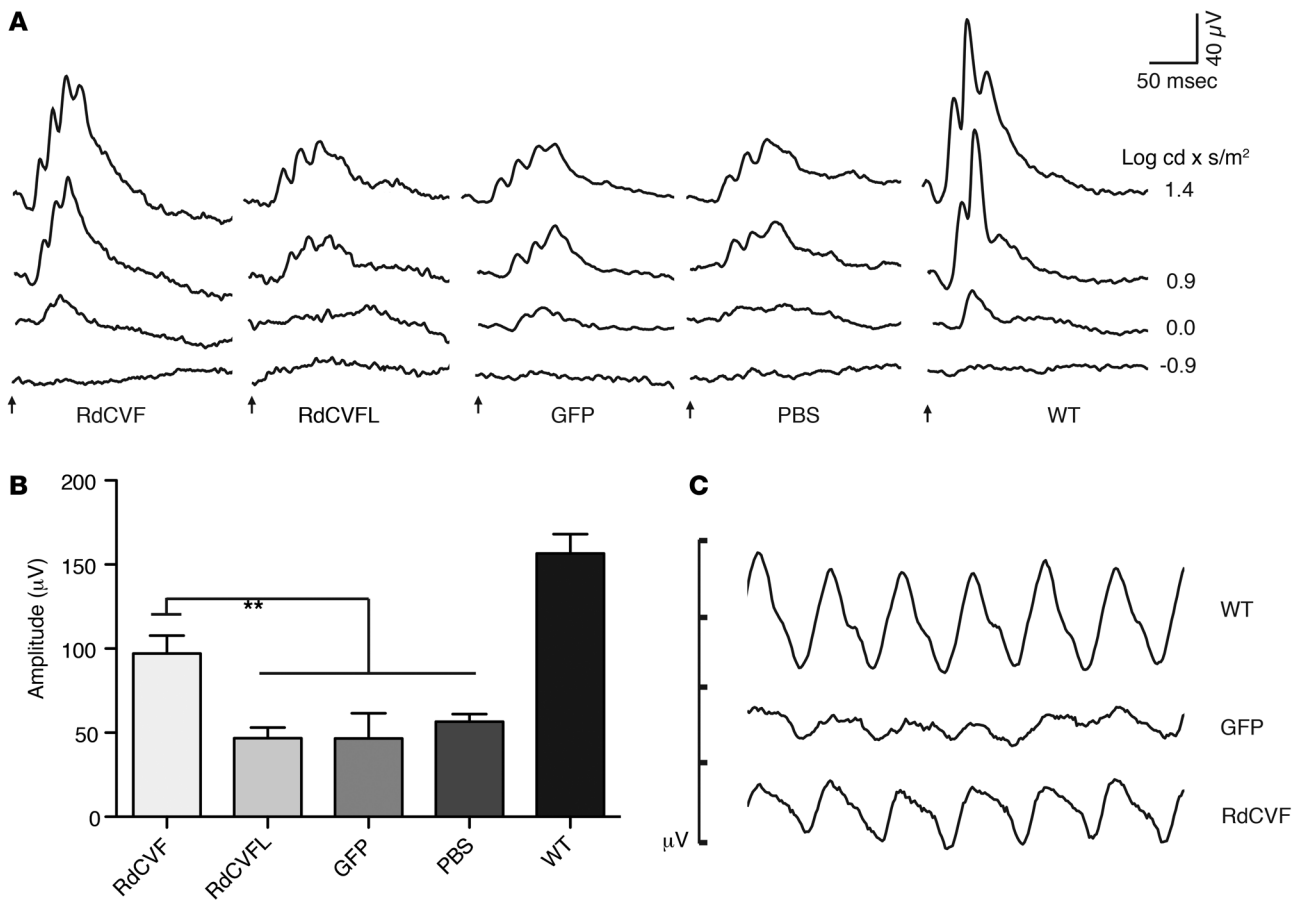 A
40 µV
50 msec
Log cd x s/m²
1.4
0.9
0.0
-0.9
RdCVF
RdCVFL
GFP
PBS
WT
B
C
Amplitude (µV)
200
150
100
50
0
**
RdCVF
RdCVFL
GFP
PBS
WT
µV
WT
GFP
RdCVF